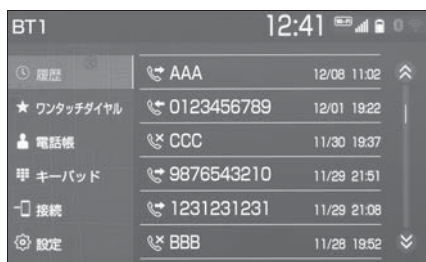 BT1 12:41 Wi-Fi
履歴 AAA 12/08 11:02
★ ワンタッチダイヤル 0123456789 12/01 19:22
電話帳 CCC 11/30 19:37
キーパッド 9876543210 11/29 21:51
接続 1231231231 11/29 21:08
設定 BBB 11/28 19:52